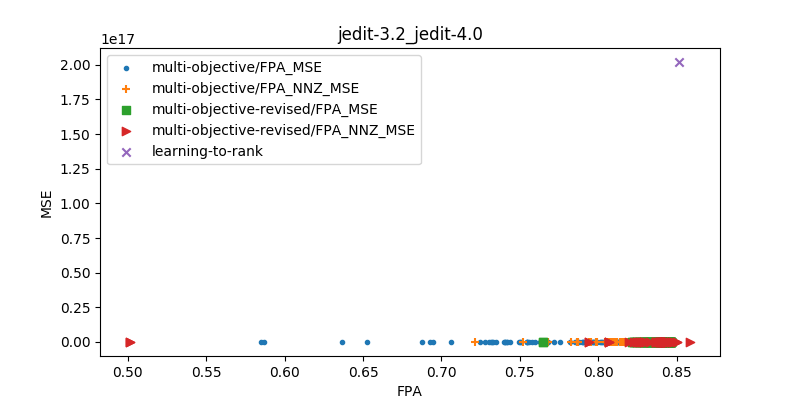 jedit-3.2_jedit-4.0
1e17
multi-objective/FPA_MSE
multi-objective/FPA_NNZ_MSE
multi-objective-revised/FPA_MSE
multi-objective-revised/FPA_NNZ_MSE
learning-to-rank
2.00
1.75
1.50
1.25
1.00
0.75
0.50
0.25
0.00
MSE
0.50 0.55 0.60 0.65 0.70 0.75 0.80 0.85
FPA